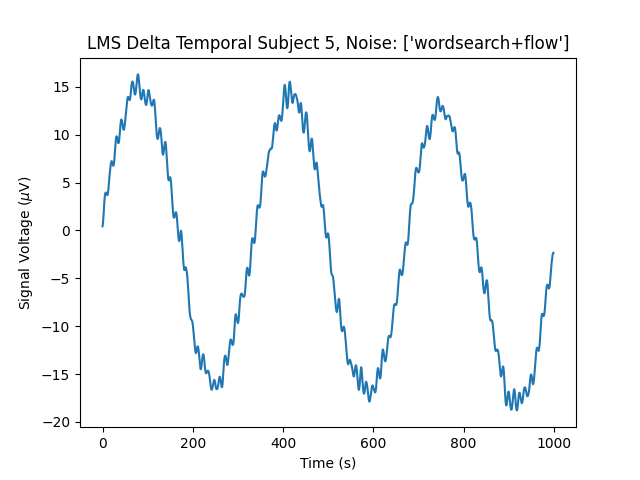 LMS Delta Temporal Subject 5, Noise: ['wordsearch+flow']
Signal Voltage (μV)
15
10
5
0
−5
−10
−15
−20
0 200 400 600 800 1000
Time (s)